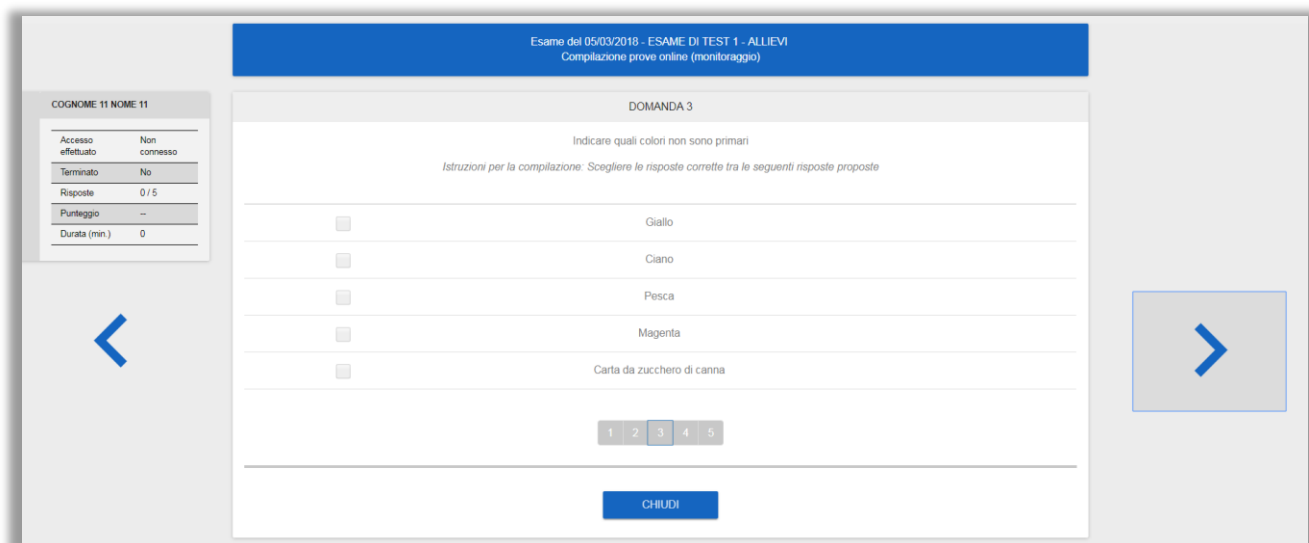 Esame del 05/03/2018 - ESAME DI TEST 1 - ALLIEVI
Compilazione prove online (monitoraggio)
COGNOME 11 NOME 11
Accesso effettuato Non connesso
Terminato No
Risposte 0 / 5
Punteggio --
Durata (min.) 0
DOMANDA 3
Indicare quali colori non sono primari
Istruzioni per la compilazione: Scegliere le risposte corrette tra le seguenti risposte proposte
Giallo
Ciano
Pesca
Magenta
Carta da zucchero di canna
1 2 3 4 5
CHIUDI